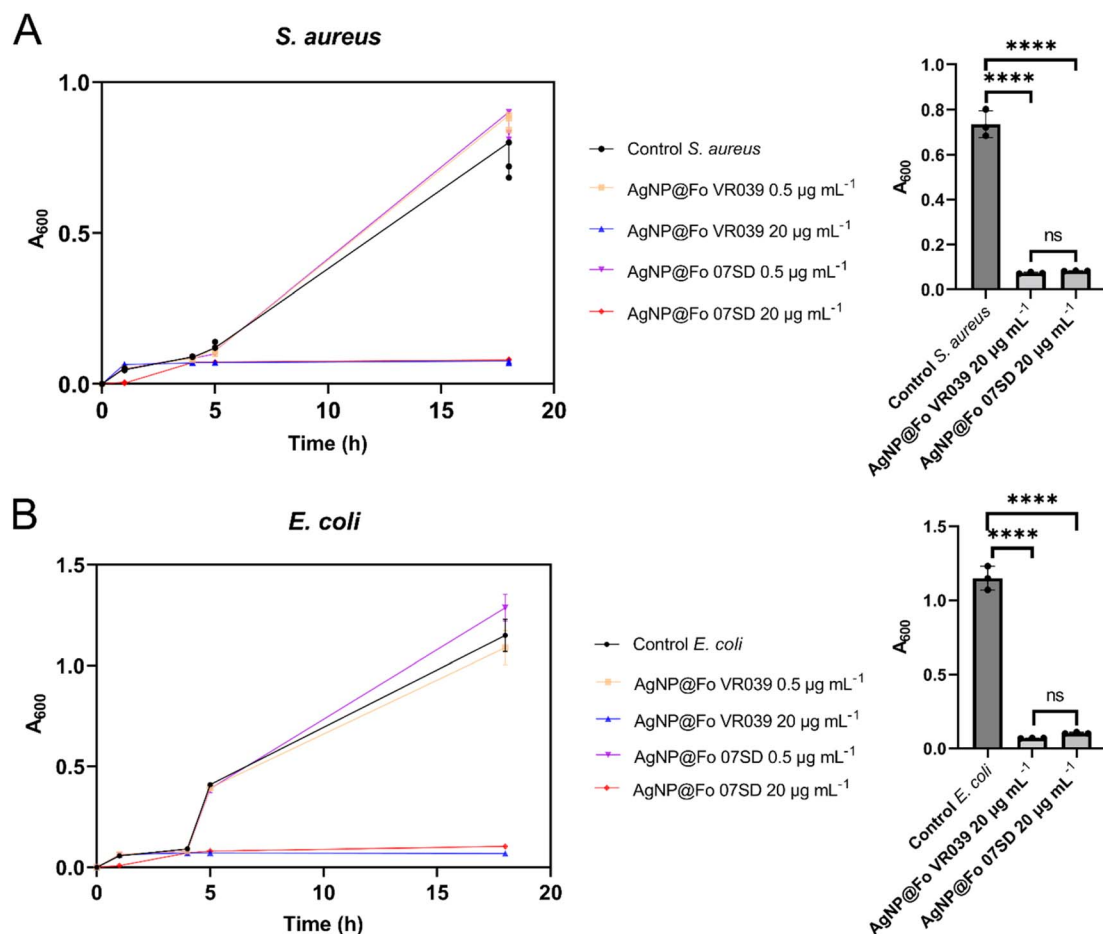 A
S. aureus
A600
1.0
0.5
0.0
0
5
10
15
20
Time (h)
Control S. aureus
AgNP@Fo VR039 0.5 µg mL-1
AgNP@Fo VR039 20 µg mL-1
AgNP@Fo 07SD 0.5 µg mL-1
AgNP@Fo 07SD 20 µg mL-1
****
****
ns
A600
1.0
0.8
0.6
0.4
0.2
0.0
Control S. aureus
AgNP@Fo VR039 20 µg mL-1
AgNP@Fo 07SD 20 µg mL-1
B
E. coli
A600
1.5
1.0
0.5
0.0
0
5
10
15
20
Time (h)
Control E. coli
AgNP@Fo VR039 0.5 µg mL-1
AgNP@Fo VR039 20 µg mL-1
AgNP@Fo 07SD 0.5 µg mL-1
AgNP@Fo 07SD 20 µg mL-1
****
****
ns
A600
1.5
1.0
0.5
0.0
Control E. coli
AgNP@Fo VR039 20 µg mL-1
AgNP@Fo 07SD 20 µg mL-1